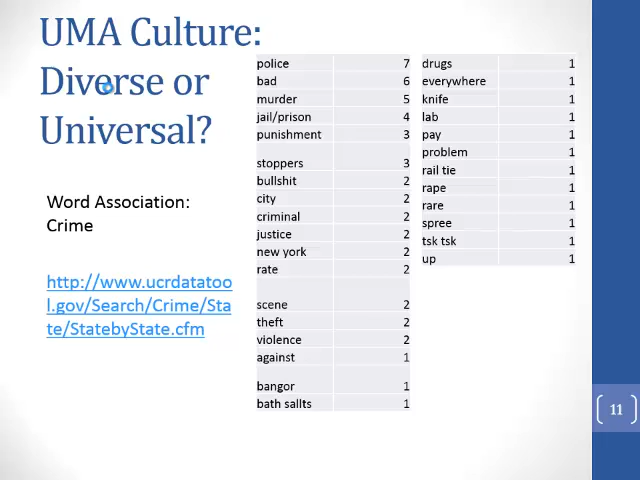 UMA Culture:
Diverse or
Universal?
Word Association:
Crime
http://www.ucrdatatoo
l.gov/Search/Crime/Sta
te/StatebyState.cfm
police 7
bad 6
murder 5
jail/prison 4
punishment 3
stoppers 3
bullshit 2
city 2
criminal 2
justice 2
new york 2
rate 2
scene 2
theft 2
violence 2
against 1
bangor 1
bath sallts 1
drugs 1
everywhere 1
knife 1
lab 1
pay 1
problem 1
rail tie 1
rape 1
rare 1
spree 1
tsk tsk 1
up 1
11